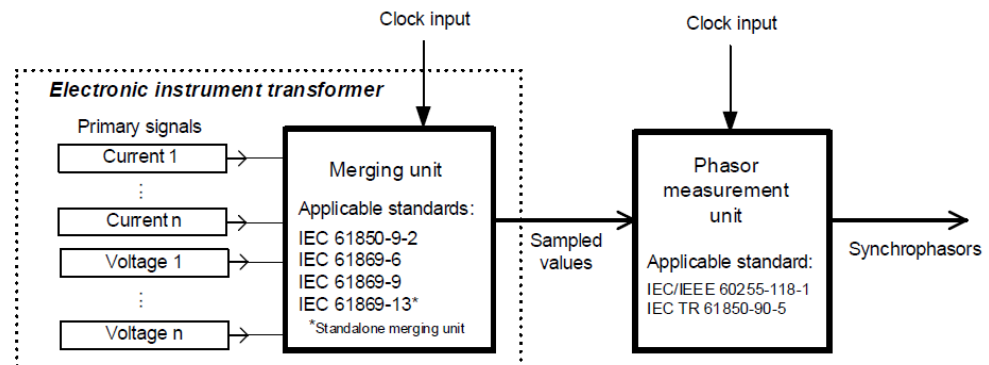 Clock input
Clock input
Electronic instrument transformer
Primary signals
Current 1
⋮
Current n
Voltage 1
⋮
Voltage n
Merging unit
Applicable standards:
IEC 61850-9-2
IEC 61869-6
IEC 61869-9
IEC 61869-13*
*Standalone merging unit
Sampled
values
Phasor
measurement
unit
Applicable standard:
IEC/IEEE 60255-118-1
IEC TR 61850-90-5
Synchrophasors